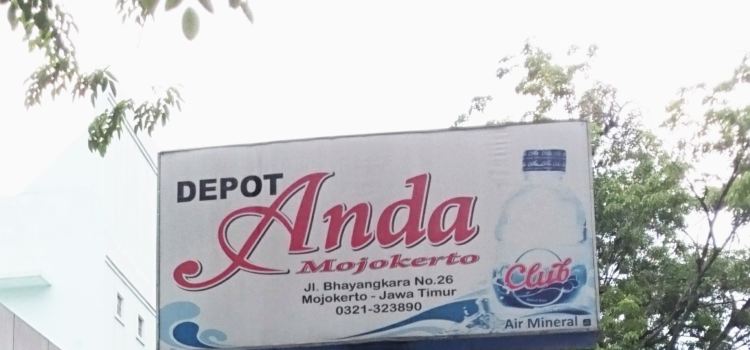 DEPOT
Anda
Mojokerto
Jl. Bhayangkara No.26
Mojokerto - Jawa Timur
0321-323890
Club
Air Mineral